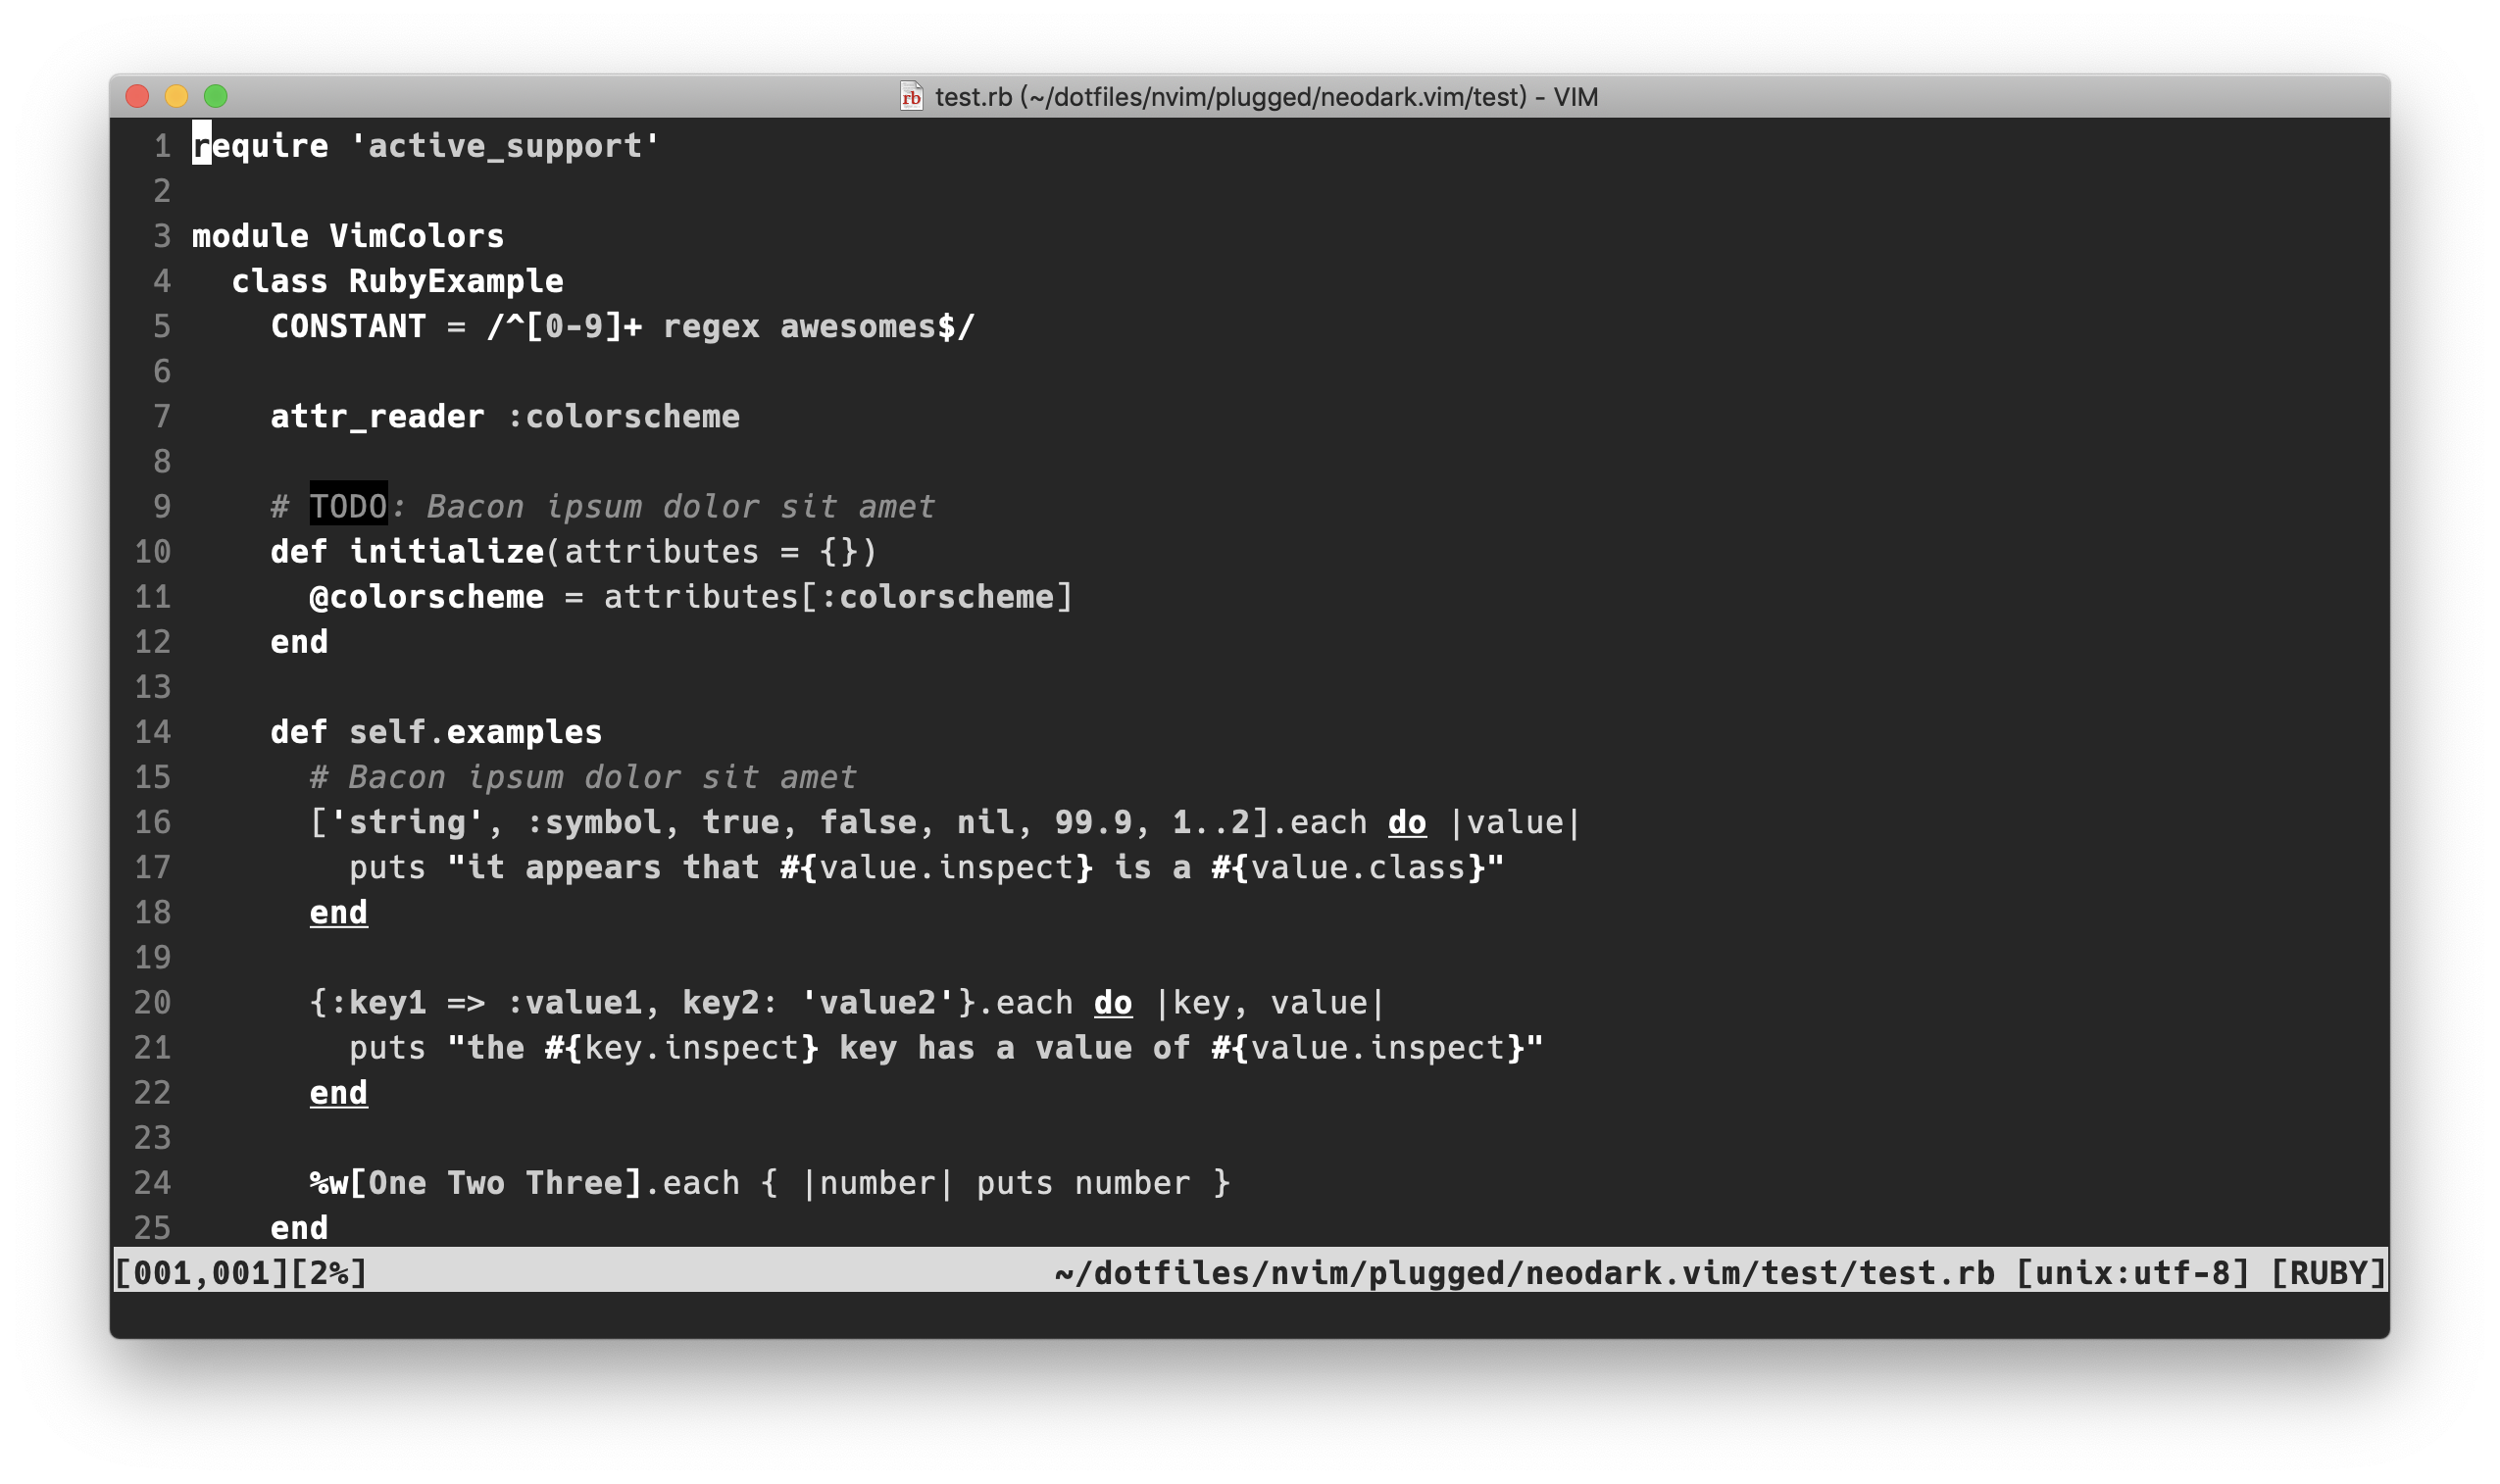 rb test.rb (~/dotfiles/nvim/plugged/neodark.vim/test) - VIM
1 require 'active_support'
2
3 module VimColors
4   class RubyExample
5     CONSTANT = /^[0-9]+ regex awesomes$/
6
7     attr_reader :colorscheme
8
9     # TODO: Bacon ipsum dolor sit amet
10     def initialize(attributes = {})
11       @colorscheme = attributes[:colorscheme]
12     end
13
14     def self.examples
15       # Bacon ipsum dolor sit amet
16       ['string', :symbol, true, false, nil, 99.9, 1..2].each do |value|
17         puts "it appears that #{value.inspect} is a #{value.class}"
18       end
19
20       {:key1 => :value1, key2: 'value2'}.each do |key, value|
21         puts "the #{key.inspect} key has a value of #{value.inspect}"
22       end
23
24       %w[One Two Three].each { |number| puts number }
25     end
[001,001][2%] ~/dotfiles/nvim/plugged/neodark.vim/test/test.rb [unix:utf-8] [RUBY]